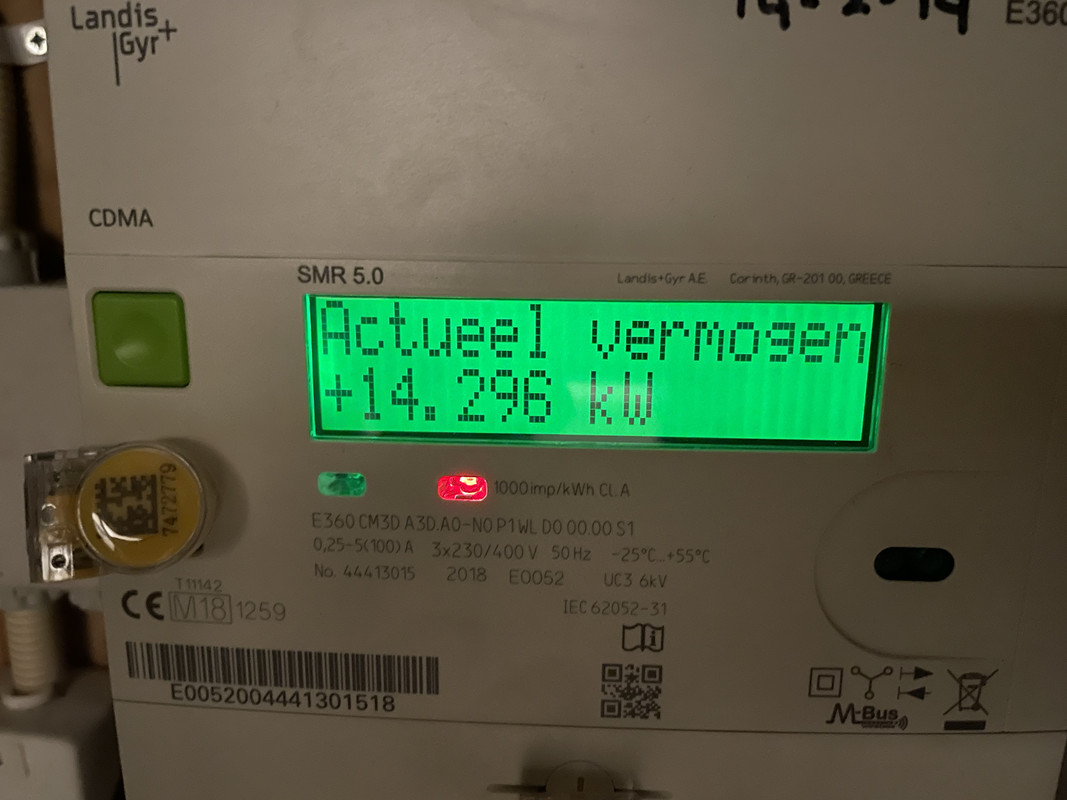 Landis
Gyr+
E360
CDMA
SMR 5.0
Landis+Gyr A.E. Corinth, GR-201 00, GREECE
Actueel vermogen
+14.296 kW
1000imp/kWh CL.A
7472779
E360 CM3D A3D.A0-N0 P1 WL D0 00.00 S1
0,25-5(100)A 3x230/400 V 50 Hz -25°C...+55°C
No. 44413015 2018 E0052 UC3 6kV
T11142
CE M18 1259
IEC 62052-31
E0052004441301518
M-Bus